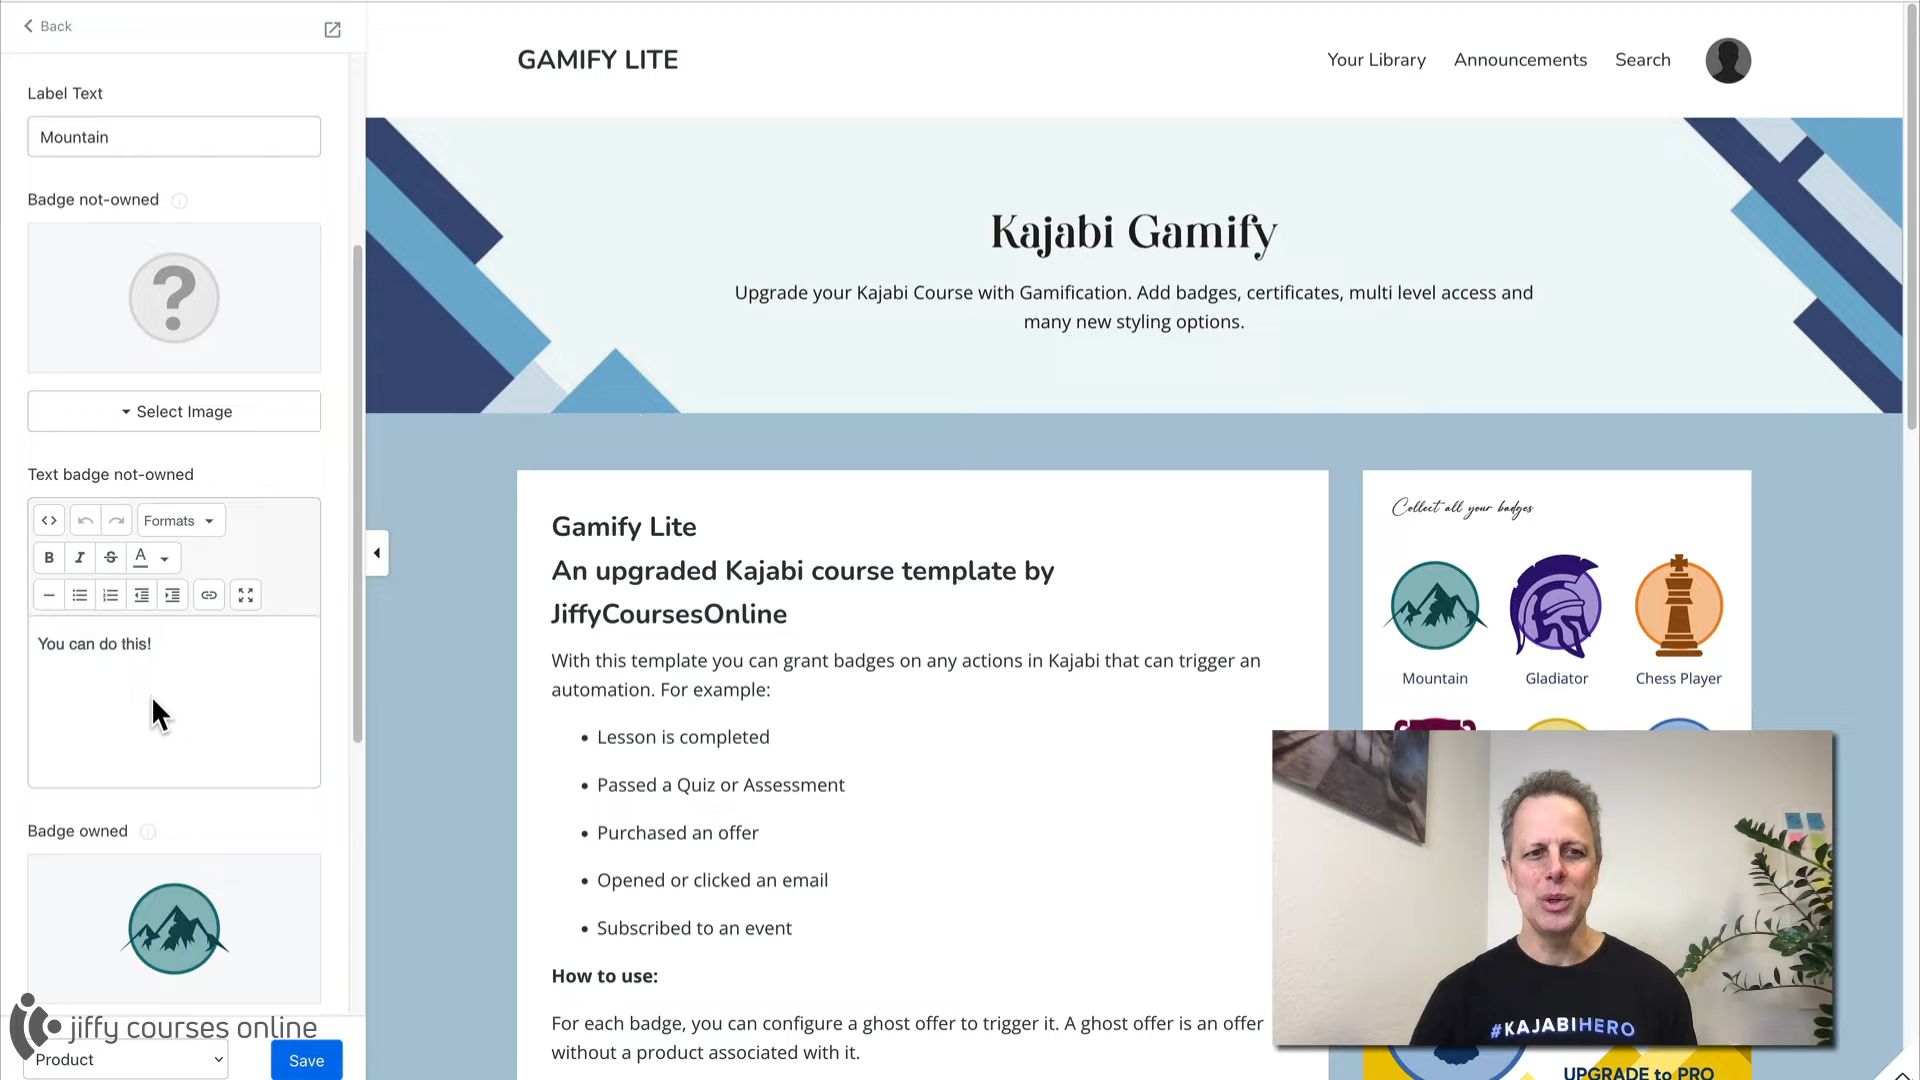 Back
Label Text
Mountain
Badge not-owned
?
Select Image
Text badge not-owned
Formats
B I S A
You can do this!
Badge owned
jiffy courses online
Product
Save
GAMIFY LITE
Your Library
Announcements
Search
Kajabi Gamify
Upgrade your Kajabi Course with Gamification. Add badges, certificates, multi level access and
many new styling options.
Gamify Lite
An upgraded Kajabi course template by
JiffyCoursesOnline
With this template you can grant badges on any actions in Kajabi that can trigger an
automation. For example:
• Lesson is completed
• Passed a Quiz or Assessment
• Purchased an offer
• Opened or clicked an email
• Subscribed to an event
How to use:
For each badge, you can configure a ghost offer to trigger it. A ghost offer is an offer
without a product associated with it.
Collect all your badges
Mountain
Gladiator
Chess Player
#KAJABIHERO
UPGRADE to PRO